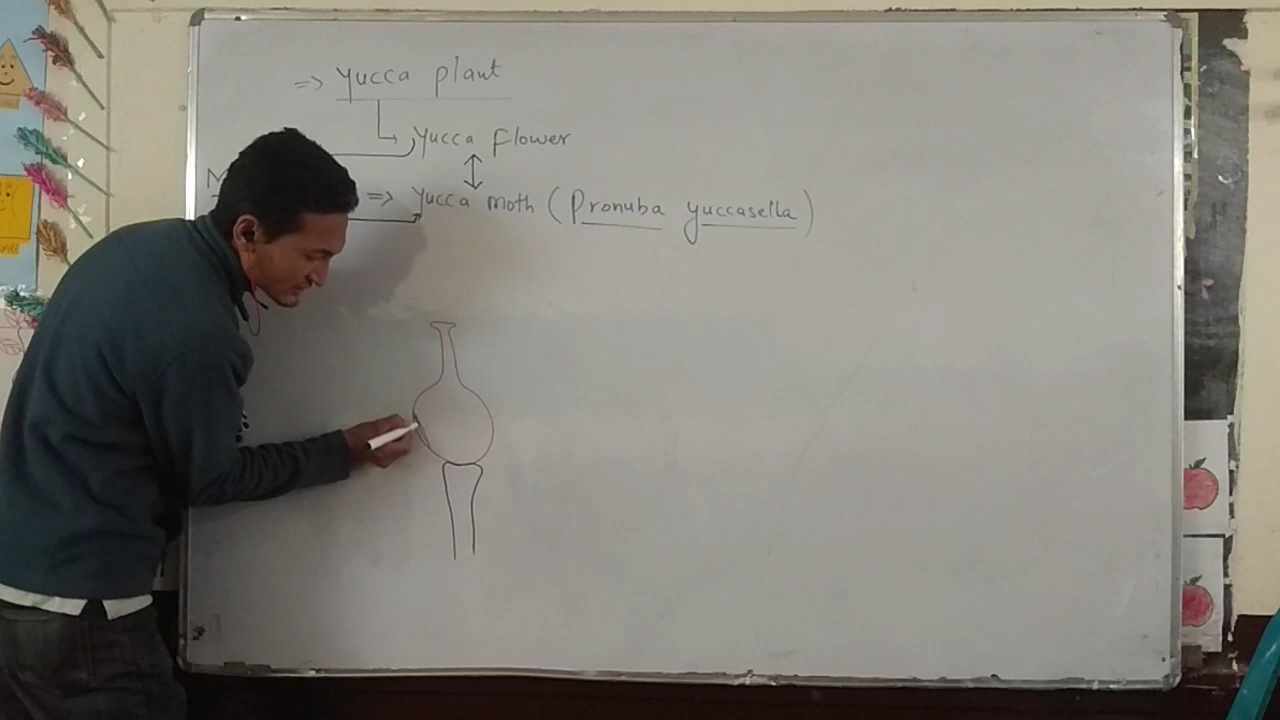 => Yucca plant
Yucca Flower
=> Yucca moth (Pronuba yuccasella)